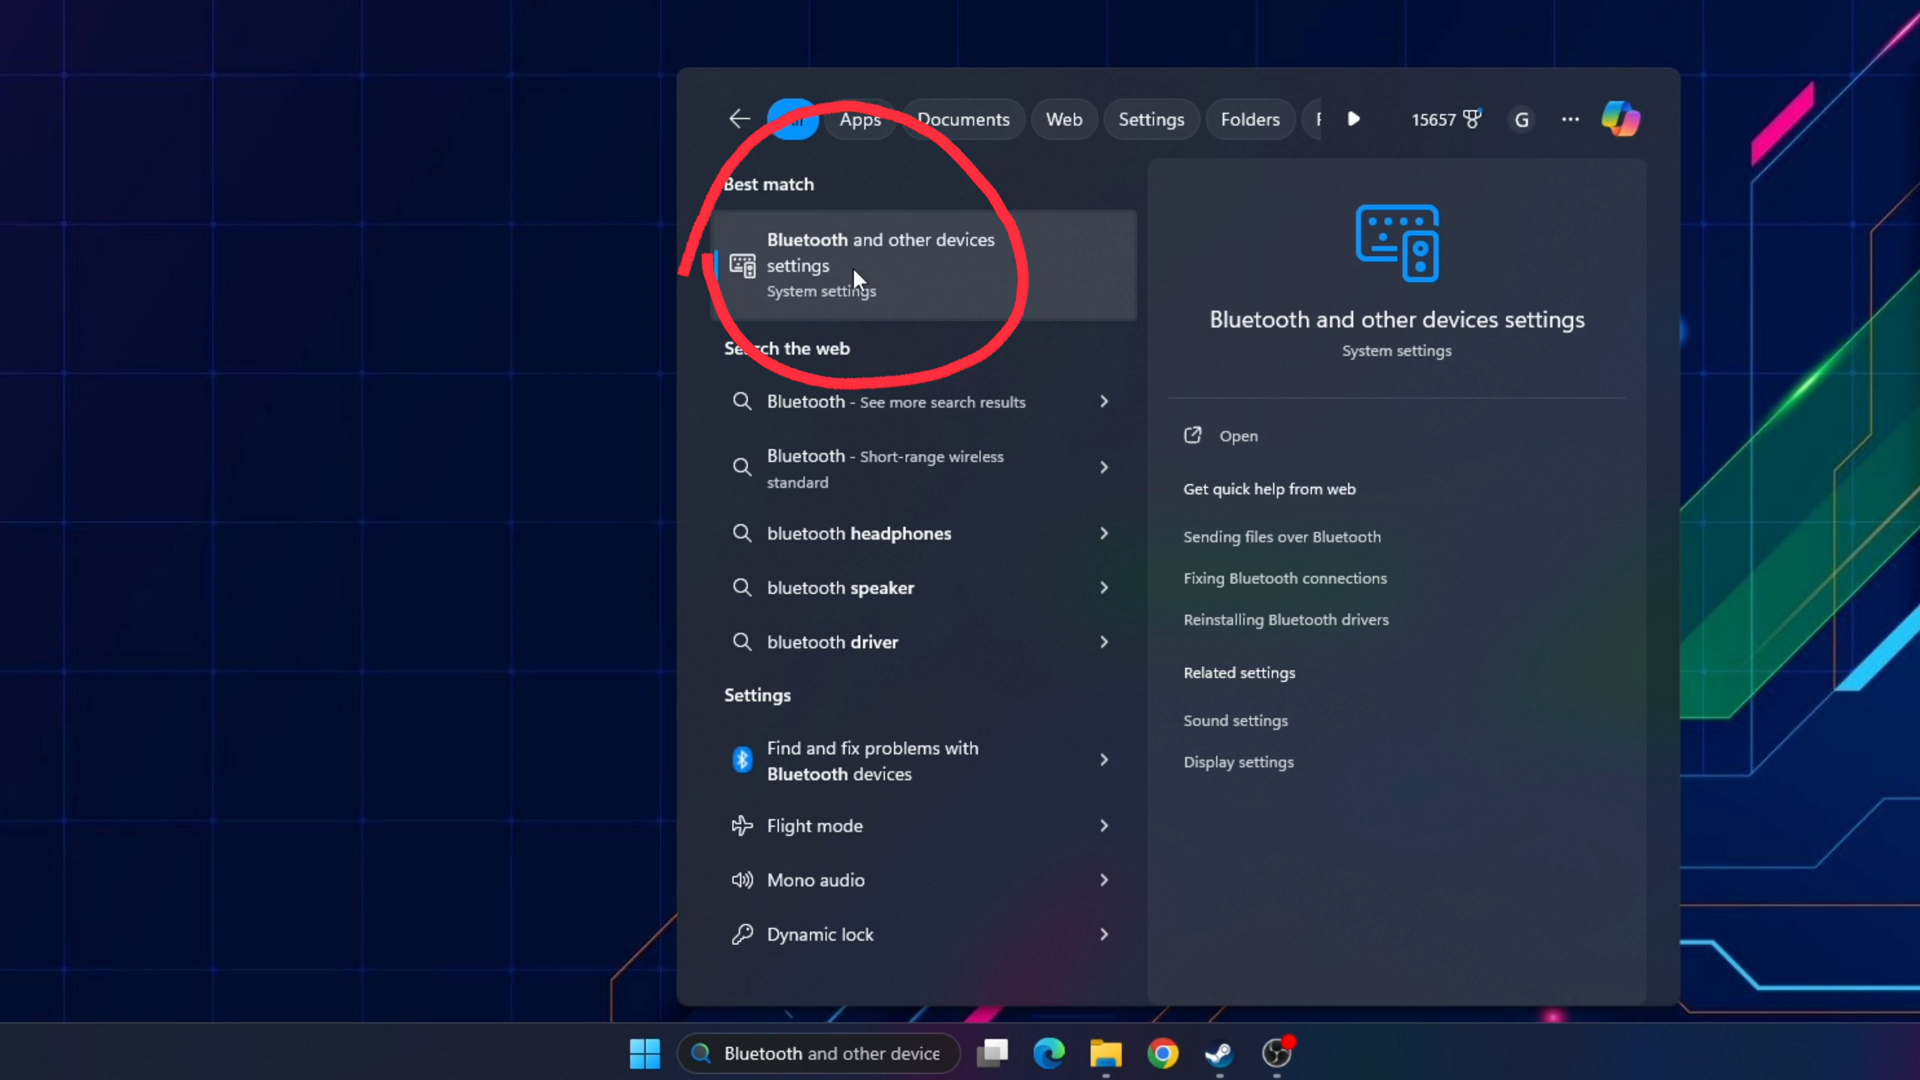 Apps
Documents
Web
Settings
Folders
15657
G
Best match
Bluetooth and other devices
settings
System settings
Search the web
Bluetooth - See more search results
Bluetooth - Short-range wireless
standard
bluetooth headphones
bluetooth speaker
bluetooth driver
Settings
Find and fix problems with
Bluetooth devices
Flight mode
Mono audio
Dynamic lock
Bluetooth and other devices settings
System settings
Open
Get quick help from web
Sending files over Bluetooth
Fixing Bluetooth connections
Reinstalling Bluetooth drivers
Related settings
Sound settings
Display settings
Bluetooth and other device